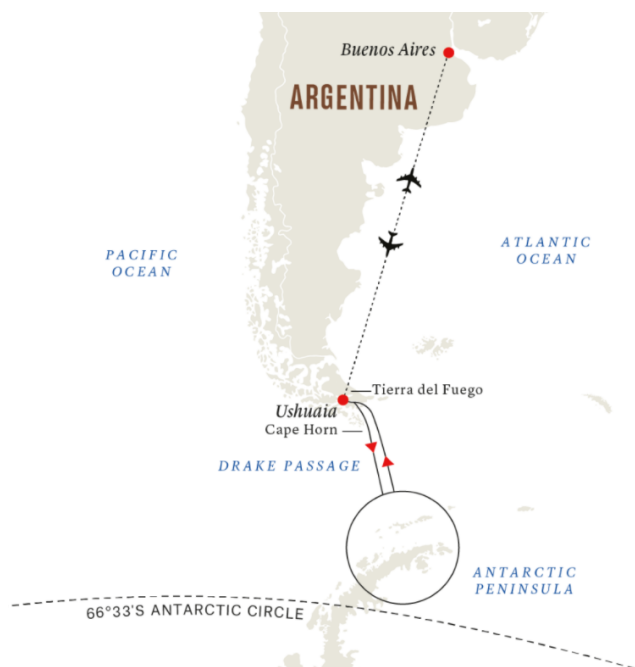 Buenos Aires
ARGENTINA
PACIFIC
OCEAN
ATLANTIC
OCEAN
Tierra del Fuego
Ushuaia
Cape Horn
DRAKE PASSAGE
ANTARCTIC
PENINSULA
66°33'S ANTARCTIC CIRCLE